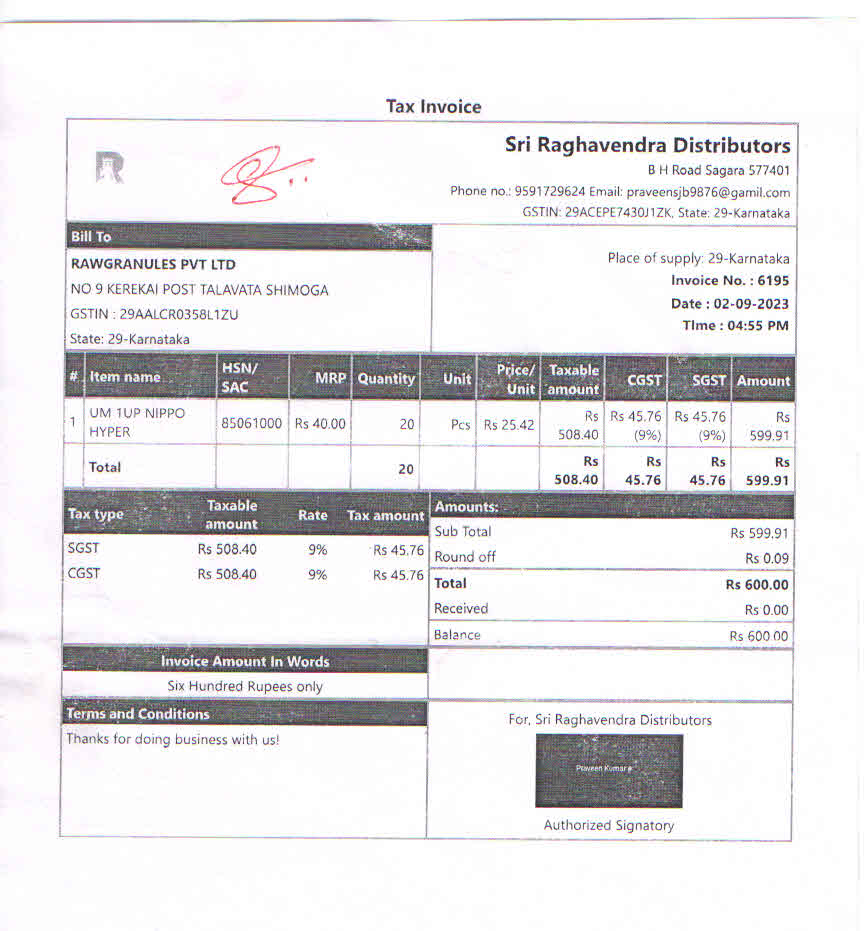 Tax Invoice
R
Sri Raghavendra Distributors
B H Road Sagara 577401
Phone no.: 9591729624 Email: praveensjb9876@gamil.com
GSTIN: 29ACEPE7430J1ZK, State: 29-Karnataka
Bill To
RAWGRANULES PVT LTD
NO 9 KEREKAI POST TALAVATA SHIMOGA
GSTIN : 29AALCR0358L1ZU
State: 29-Karnataka
Place of supply: 29-Karnataka
Invoice No. : 6195
Date : 02-09-2023
Time : 04:55 PM
# Item name HSN/ SAC MRP Quantity Unit Price/ Unit Taxable amount CGST SGST Amount
1 UM 1UP NIPPO HYPER 85061000 Rs 40.00 20 Pcs Rs 25.42 Rs 508.40 Rs 45.76 (9%) Rs 45.76 (9%) Rs 599.91
Total 20 Rs 508.40 Rs 45.76 Rs 45.76 Rs 599.91
Tax type Taxable amount Rate Tax amount
SGST Rs 508.40 9% Rs 45.76
CGST Rs 508.40 9% Rs 45.76
Amounts:
Sub Total Rs 599.91
Round off Rs 0.09
Total Rs 600.00
Received Rs 0.00
Balance Rs 600.00
Invoice Amount In Words
Six Hundred Rupees only
Terms and Conditions
Thanks for doing business with us!
For, Sri Raghavendra Distributors
Praveen Kumar
Authorized Signatory